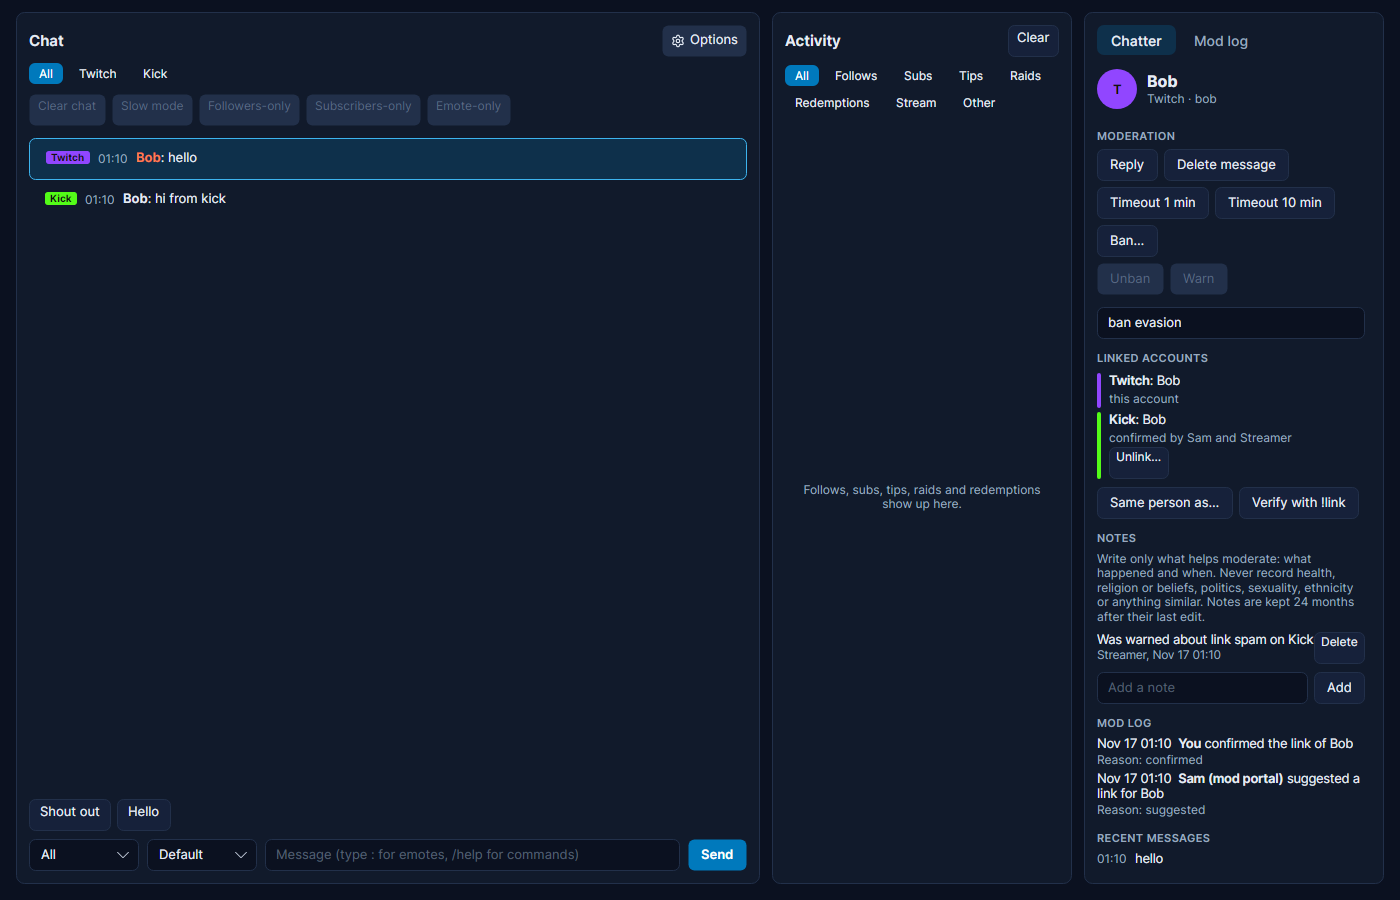 Chat
Options
All Twitch Kick
Clear chat Slow mode Followers-only Subscribers-only Emote-only
Twitch 01:10 Bob: hello
Kick 01:10 Bob: hi from kick
Shout out Hello
All Default Message (type : for emotes, /help for commands) Send
Activity
Clear
All Follows Subs Tips Raids
Redemptions Stream Other
Follows, subs, tips, raids and redemptions
show up here.
Chatter Mod log
T
Bob
Twitch · bob
MODERATION
Reply Delete message
Timeout 1 min Timeout 10 min
Ban...
Unban Warn
ban evasion
LINKED ACCOUNTS
Twitch: Bob
this account
Kick: Bob
confirmed by Sam and Streamer
Unlink...
Same person as... Verify with !link
NOTES
Write only what helps moderate: what
happened and when. Never record health,
religion or beliefs, politics, sexuality, ethnicity
or anything similar. Notes are kept 24 months
after their last edit.
Was warned about link spam on Kick
Streamer, Nov 17 01:10
Delete
Add a note Add
MOD LOG
Nov 17 01:10 You confirmed the link of Bob
Reason: confirmed
Nov 17 01:10 Sam (mod portal) suggested a
link for Bob
Reason: suggested
RECENT MESSAGES
01:10 hello